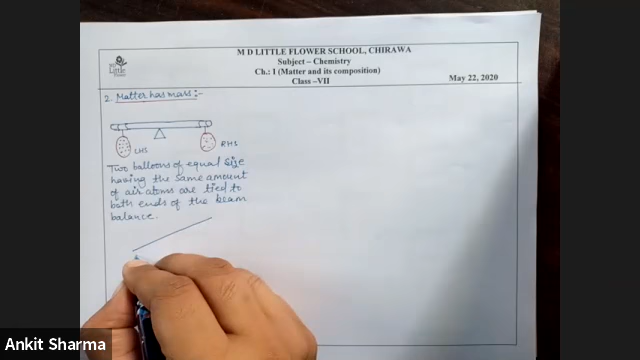 M D LITTLE FLOWER SCHOOL, CHIRAWA
Subject – Chemistry
Ch.: I (Matter and its composition)
Class –VII
May 22, 2020
Little
Flower
2. Matter has mass:-
LHS
RHS
Two balloons of equal size
having the same amount
of air atoms are tied to
both ends of the beam
balance.
Ankit Sharma